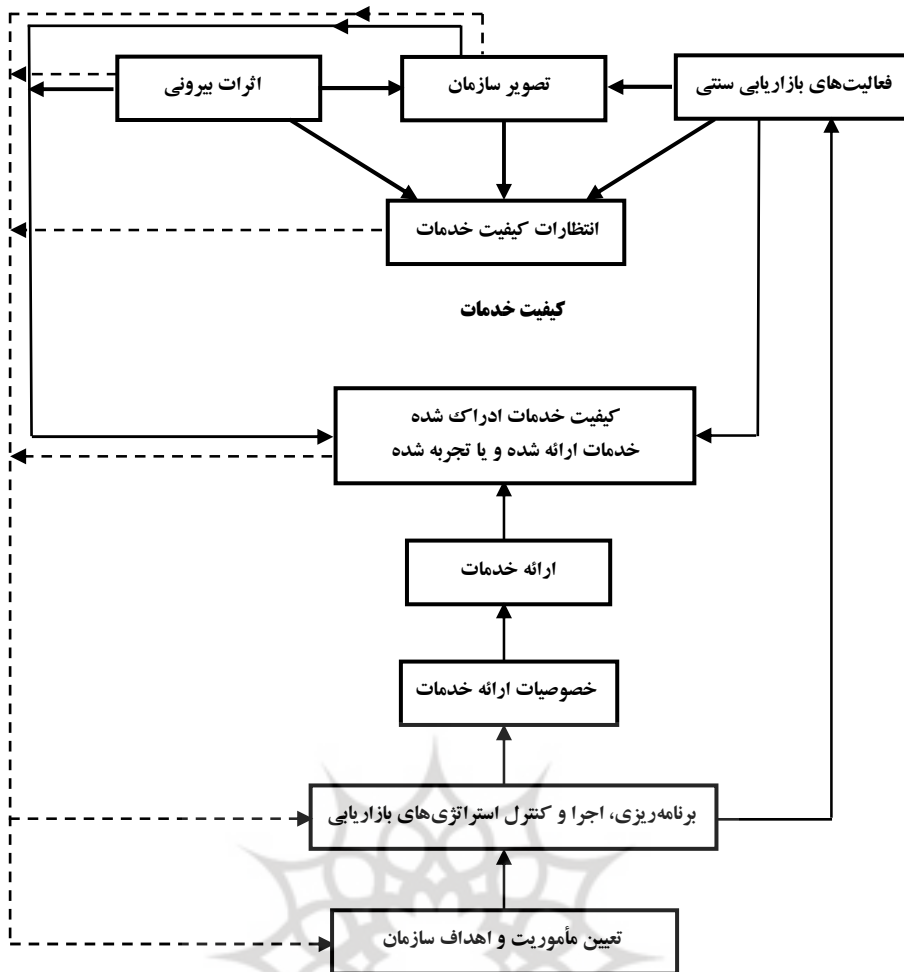 فعالیت‌های بازاریابی سنتی
تصویر سازمان
اثرات بیرونی
انتظارات کیفیت خدمات
کیفیت خدمات
کیفیت خدمات ادراک شده
خدمات ارائه شده و یا تجربه شده
ارائه خدمات
خصوصیات ارائه خدمات
برنامه‌ریزی، اجرا و کنترل استراتژی‌های بازاریابی
تعیین مأموریت و اهداف سازمان